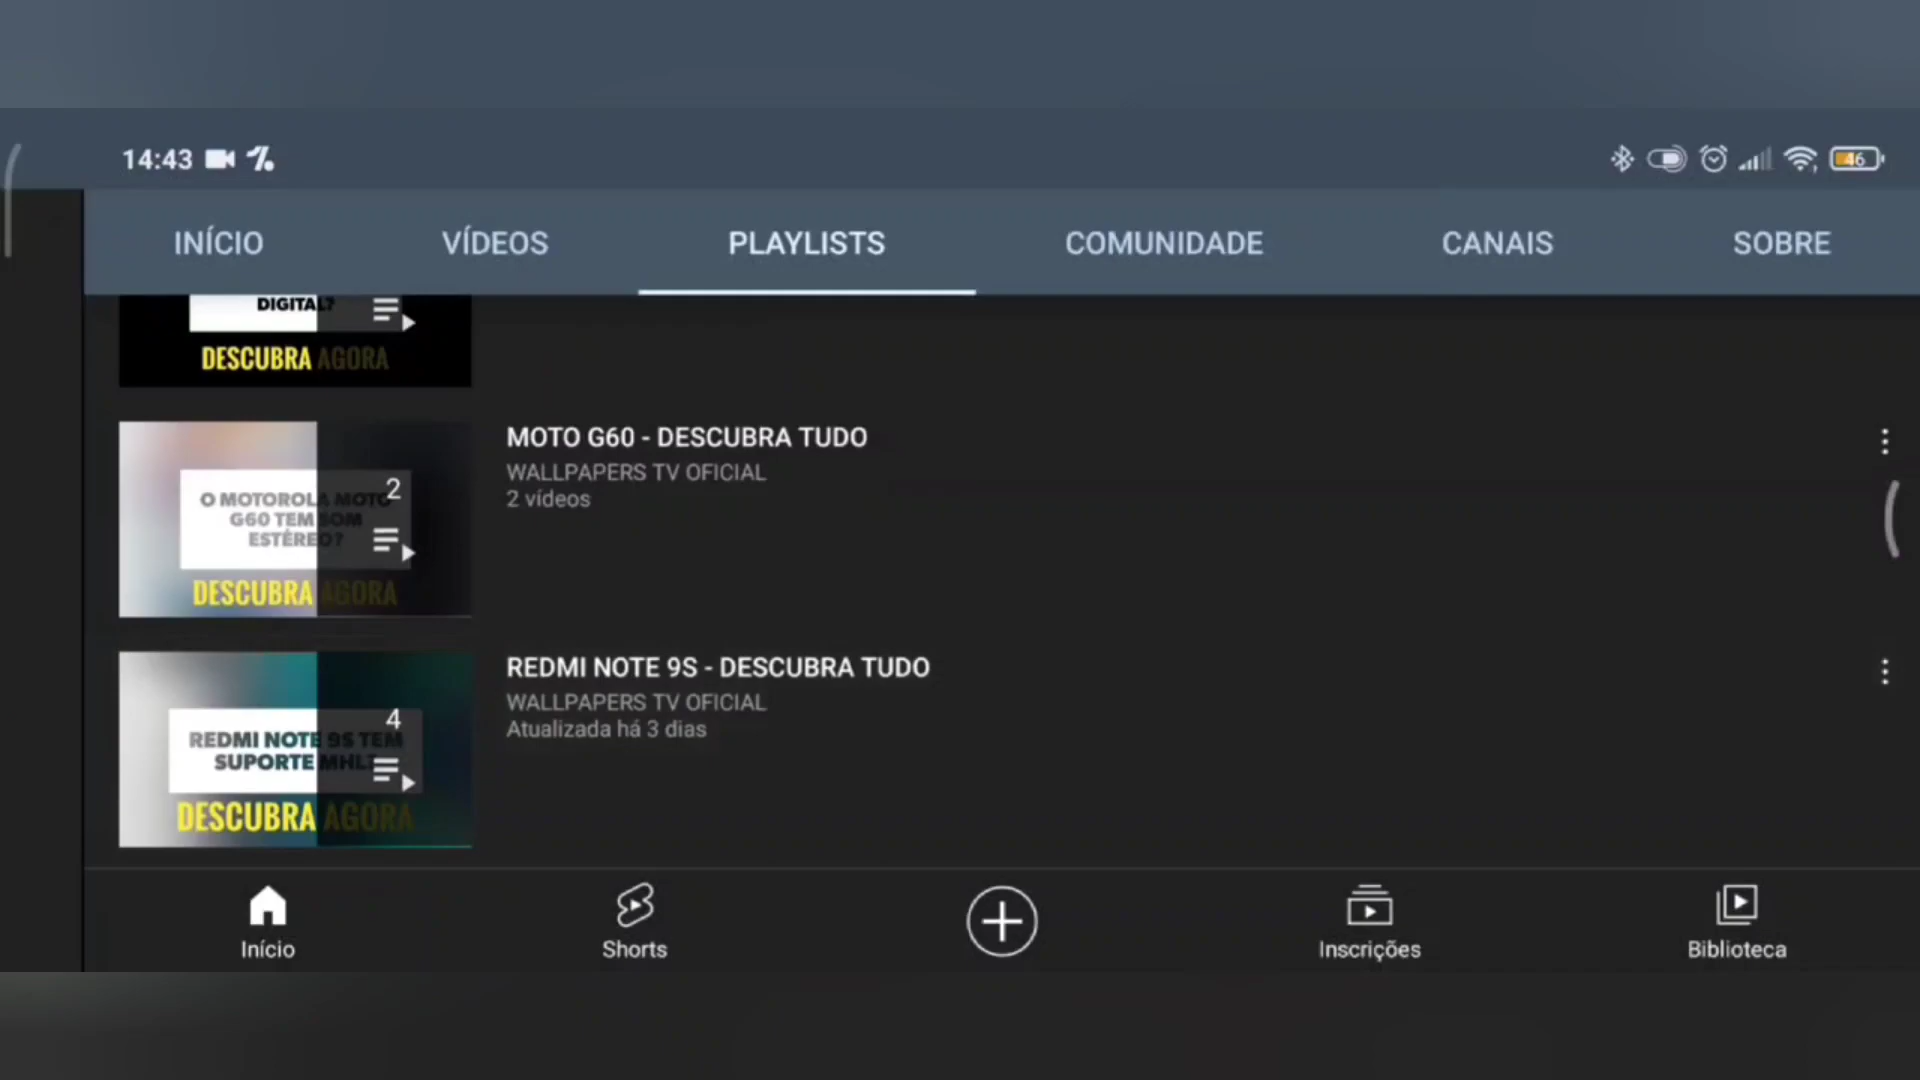 14:43
46
INÍCIO VÍDEOS PLAYLISTS COMUNIDADE CANAIS SOBRE
DIGITAL?
DESCUBRA AGORA
2
O MOTOROLA MOTO
G60 TEM SOM
ESTÉREO?
DESCUBRA AGORA
MOTO G60 - DESCUBRA TUDO
WALLPAPERS TV OFICIAL
2 vídeos
4
REDMI NOTE 9S TEM
SUPORTE MHL?
DESCUBRA AGORA
REDMI NOTE 9S - DESCUBRA TUDO
WALLPAPERS TV OFICIAL
Atualizada há 3 dias
Início Shorts Inscrições Biblioteca